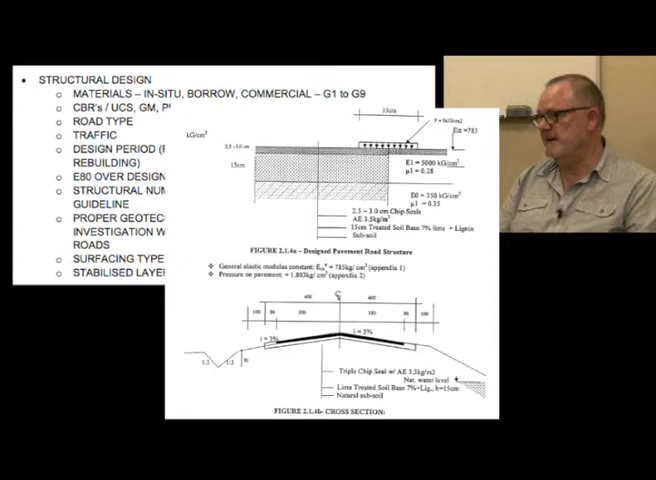 • STRUCTURAL DESIGN
o MATERIALS – IN-SITU, BORROW, COMMERCIAL – G1 to G9
o CBR's / UCS, GM, P
o ROAD TYPE
o TRAFFIC
o DESIGN PERIOD (
REBUILDING)
o E80 OVER DESIGN
o STRUCTURAL NUM
GUIDELINE
o PROPER GEOTEC
INVESTIGATION W
ROADS
o SURFACING TYPE
o STABILISED LAYE
33cm
kG/cm²
=785
2.5 -3.0 cm
15cm
E1 = 5000 kG/cm²
µ1 = 0.28
E0 = 350 kG/cm²
µ1 = 0.35
2.5 - 3.0 cm Chip Seals
AE 3.5kg/m²
15cm Treated Soil Base 7% lime + Lignin
Sub-soil
FIGURE 2.1.4a – Designed Pavement Road Structure
❖ General elastic modulus constant: = 785kg/ cm² (appendix 1)
❖ Pressure on pavement: = 1.803kg/ cm² (appendix 2)
400 400
100 50 350 350 50 100
i = 3% i = 3%
1:3 1:3
Triple Chip Seal w/ AE 3.5kg/m2
Nat. water level
Lime Treated Soil Base 7%+Lig., h=15cm
Natural sub-soil
FIGURE 2.1.4b- CROSS SECTION: